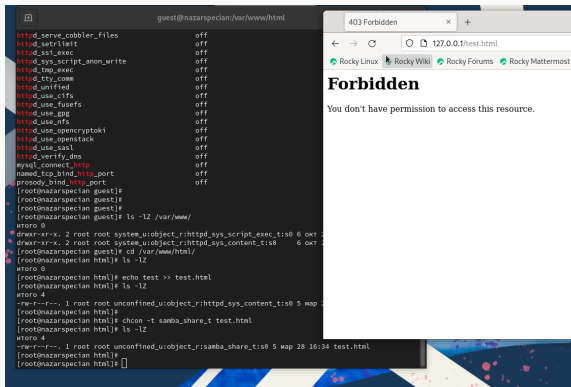 guest@nazarspecian:/var/www/html
httpd_serve_cobbler_files off
httpd_setrlimit off
httpd_ssi_exec off
httpd_sys_script_anon_write off
httpd_tmp_exec off
httpd_tty_comm off
httpd_unified off
httpd_use_cifs off
httpd_use_fusefs off
httpd_use_gpg off
httpd_use_nfs off
httpd_use_opencryptoki off
httpd_use_openstack off
httpd_use_sasl off
httpd_verify_dns off
mysql_connect_http off
named_tcp_bind_http_port off
prosody_bind_http_port off
[root@nazarspecian guest]#
[root@nazarspecian guest]#
[root@nazarspecian guest]#
[root@nazarspecian guest]# ls -lZ /var/www/
итого 0
drwxr-xr-x. 2 root root system_u:object_r:httpd_sys_script_exec_t:s0 6 окт 2
drwxr-xr-x. 2 root root system_u:object_r:httpd_sys_content_t:s0 6 окт 2
[root@nazarspecian guest]# cd /var/www/html/
[root@nazarspecian html]# ls -lZ
итого 0
[root@nazarspecian html]# echo test >> test.html
[root@nazarspecian html]# ls -lZ
итого 4
-rw-r--r--. 1 root root unconfined_u:object_r:httpd_sys_content_t:s0 5 мар 2
[root@nazarspecian html]#
[root@nazarspecian html]# chcon -t samba_share_t test.html
[root@nazarspecian html]# ls -lZ
итого 4
-rw-r--r--. 1 root root unconfined_u:object_r:samba_share_t:s0 5 мар 28 16:34 test.html
[root@nazarspecian html]#
[root@nazarspecian html]#
403 Forbidden
127.0.0.1/test.html
Rocky Linux Rocky Wiki Rocky Forums Rocky Mattermost
Forbidden
You don't have permission to access this resource.